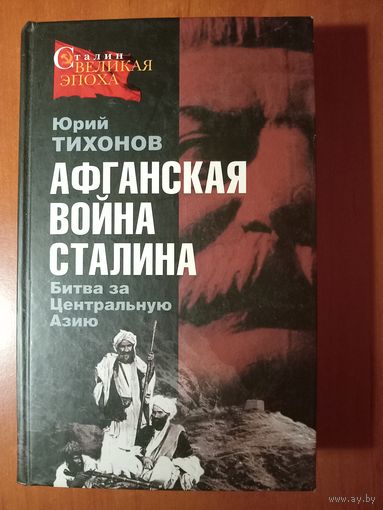 Сталин
ВЕЛИКАЯ
ЭПОХА
Юрий
ТИХОНОВ
АФГАНСКАЯ
ВОЙНА
СТАЛИНА
Битва за
Центральную
Азию
ay.by